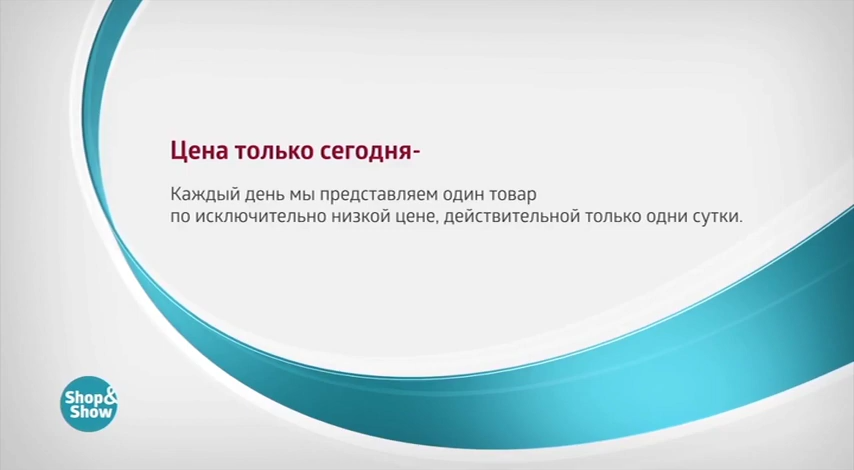 Цена только сегодня-
Каждый день мы представляем один товар
по исключительно низкой цене, действительной только одни сутки.
Shop&
Show